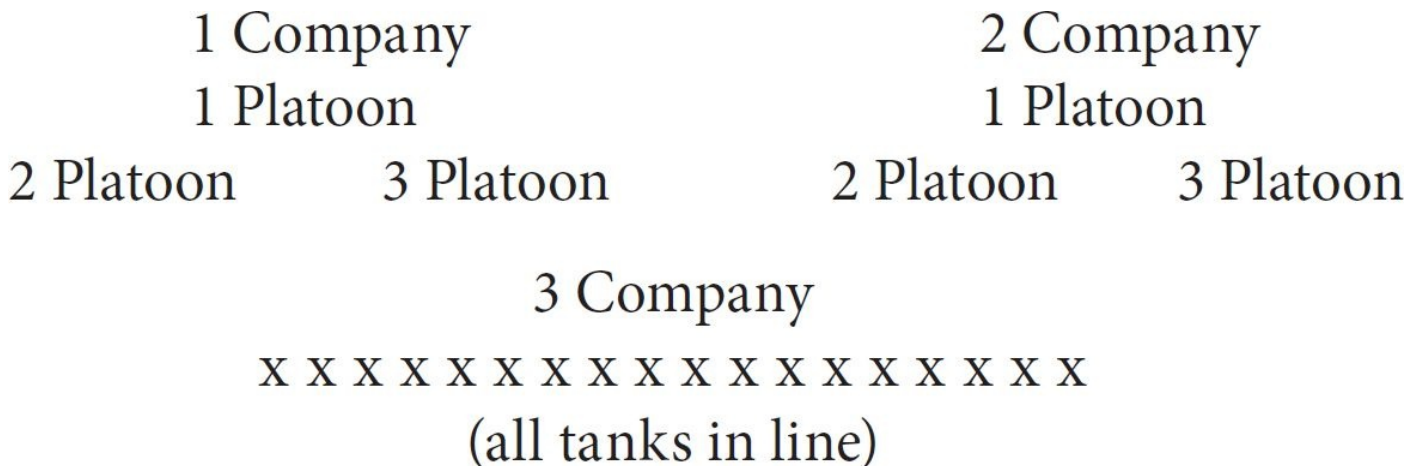 1 Company 2 Company
1 Platoon 1 Platoon
2 Platoon 3 Platoon 2 Platoon 3 Platoon
3 Company
x x x x x x x x x x x x x x x x x x
(all tanks in line)